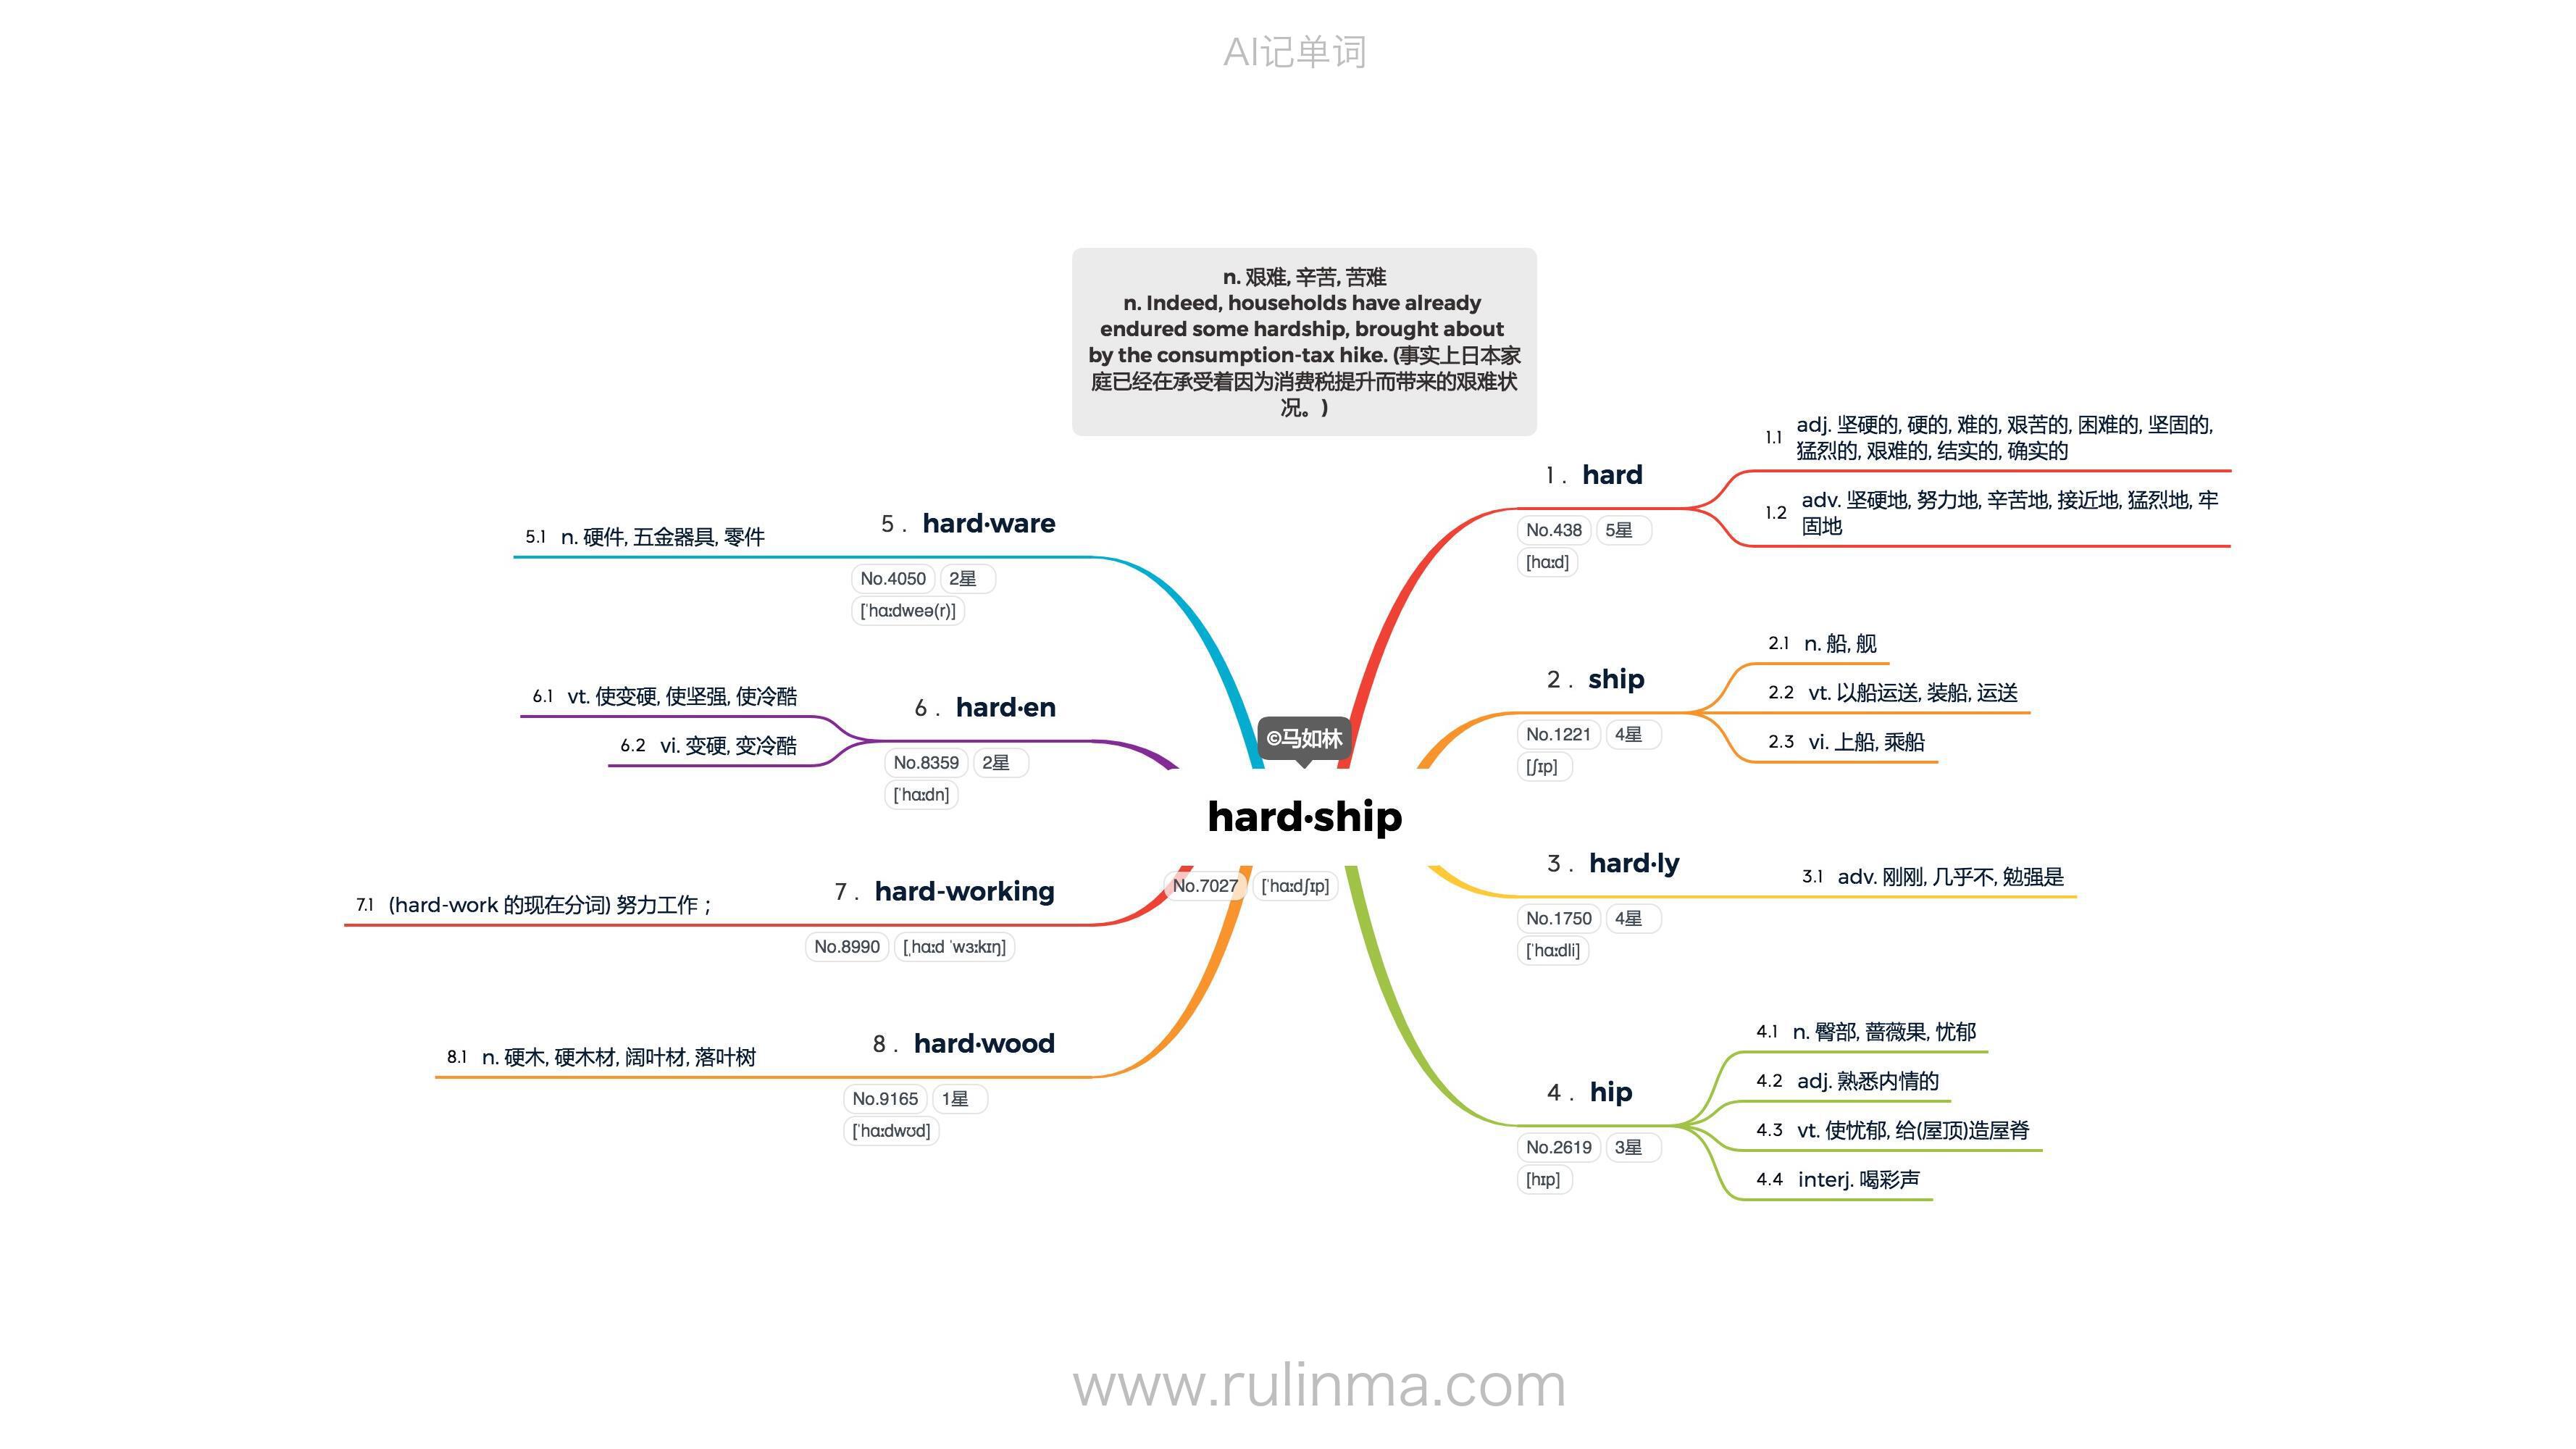 AI记单词
n. 艰难, 辛苦, 苦难
n. Indeed, households have already
endured some hardship, brought about
by the consumption-tax hike. (事实上日本家
庭已经在承受着因为消费税提升而带来的艰难状
况。)
©马如林
hard·ship
No.7027 [ˈhɑːdʃɪp]
1 . hard
No.438 5星
[hɑːd]
1.1 adj. 坚硬的, 硬的, 难的, 艰苦的, 困难的, 坚固的,
猛烈的, 艰难的, 结实的, 确实的
1.2 adv. 坚硬地, 努力地, 辛苦地, 接近地, 猛烈地, 牢
固地
2 . ship
No.1221 4星
[ʃɪp]
2.1 n. 船, 舰
2.2 vt. 以船运送, 装船, 运送
2.3 vi. 上船, 乘船
3 . hard·ly
No.1750 4星
[ˈhɑːdli]
3.1 adv. 刚刚, 几乎不, 勉强是
4 . hip
No.2619 3星
[hɪp]
4.1 n. 臀部, 蔷薇果, 忧郁
4.2 adj. 熟悉内情的
4.3 vt. 使忧郁, 给(屋顶)造屋脊
4.4 interj. 喝彩声
5 . hard·ware
No.4050 2星
[ˈhɑːdweə(r)]
5.1 n. 硬件, 五金器具, 零件
6 . hard·en
No.8359 2星
[ˈhɑːdn]
6.1 vt. 使变硬, 使坚强, 使冷酷
6.2 vi. 变硬, 变冷酷
7 . hard-working
No.8990 [ˌhɑːd ˈwɜːkɪŋ]
7.1 (hard-work 的现在分词) 努力工作；
8 . hard·wood
No.9165 1星
[ˈhɑːdwʊd]
8.1 n. 硬木, 硬木材, 阔叶材, 落叶树
www.rulinma.com